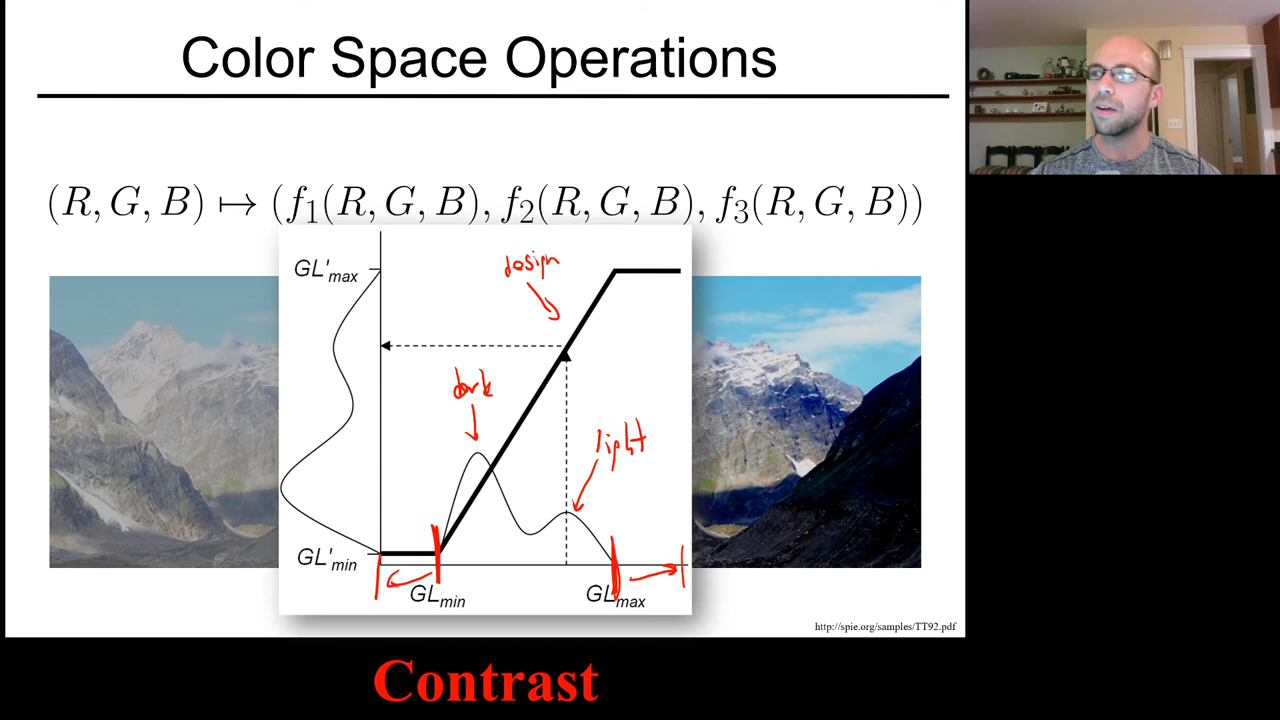 Color Space Operations
(R, G, B) ↦ (f₁(R, G, B), f₂(R, G, B), f₃(R, G, B))
GL'max
design
dark
light
GL'min
GLmin
GLmax
http://spie.org/samples/TT92.pdf
Contrast